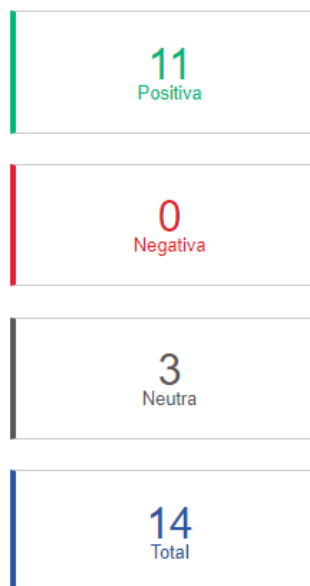 11
Positiva
0
Negativa
3
Neutra
14
Total